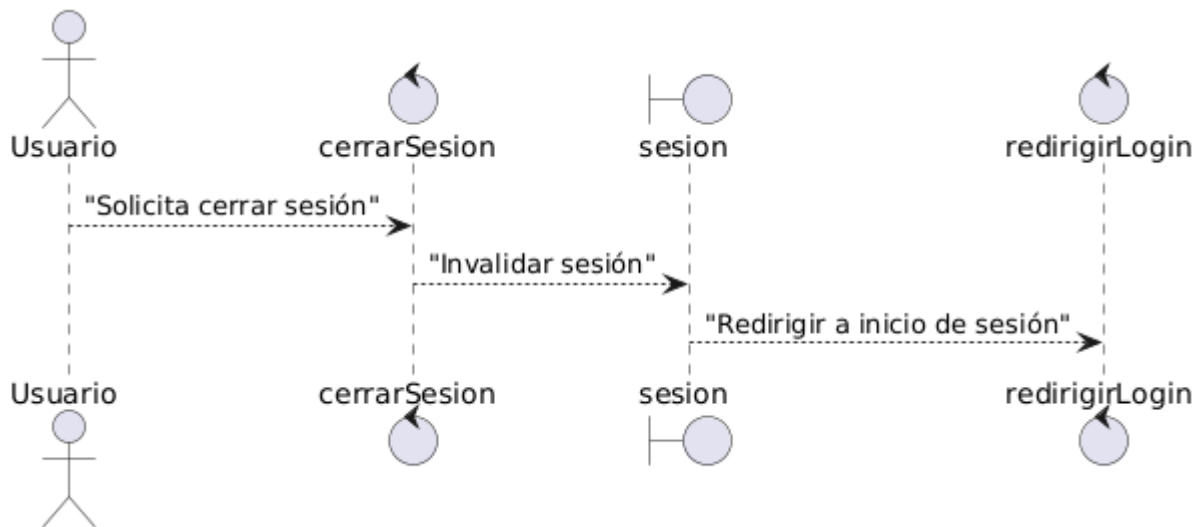 Usuario
cerrarSesion
sesion
redirigirLogin
"Solicita cerrar sesión"
"Invalidar sesión"
"Redirigir a inicio de sesión"
Usuario
cerrarSesion
sesion
redirigirLogin